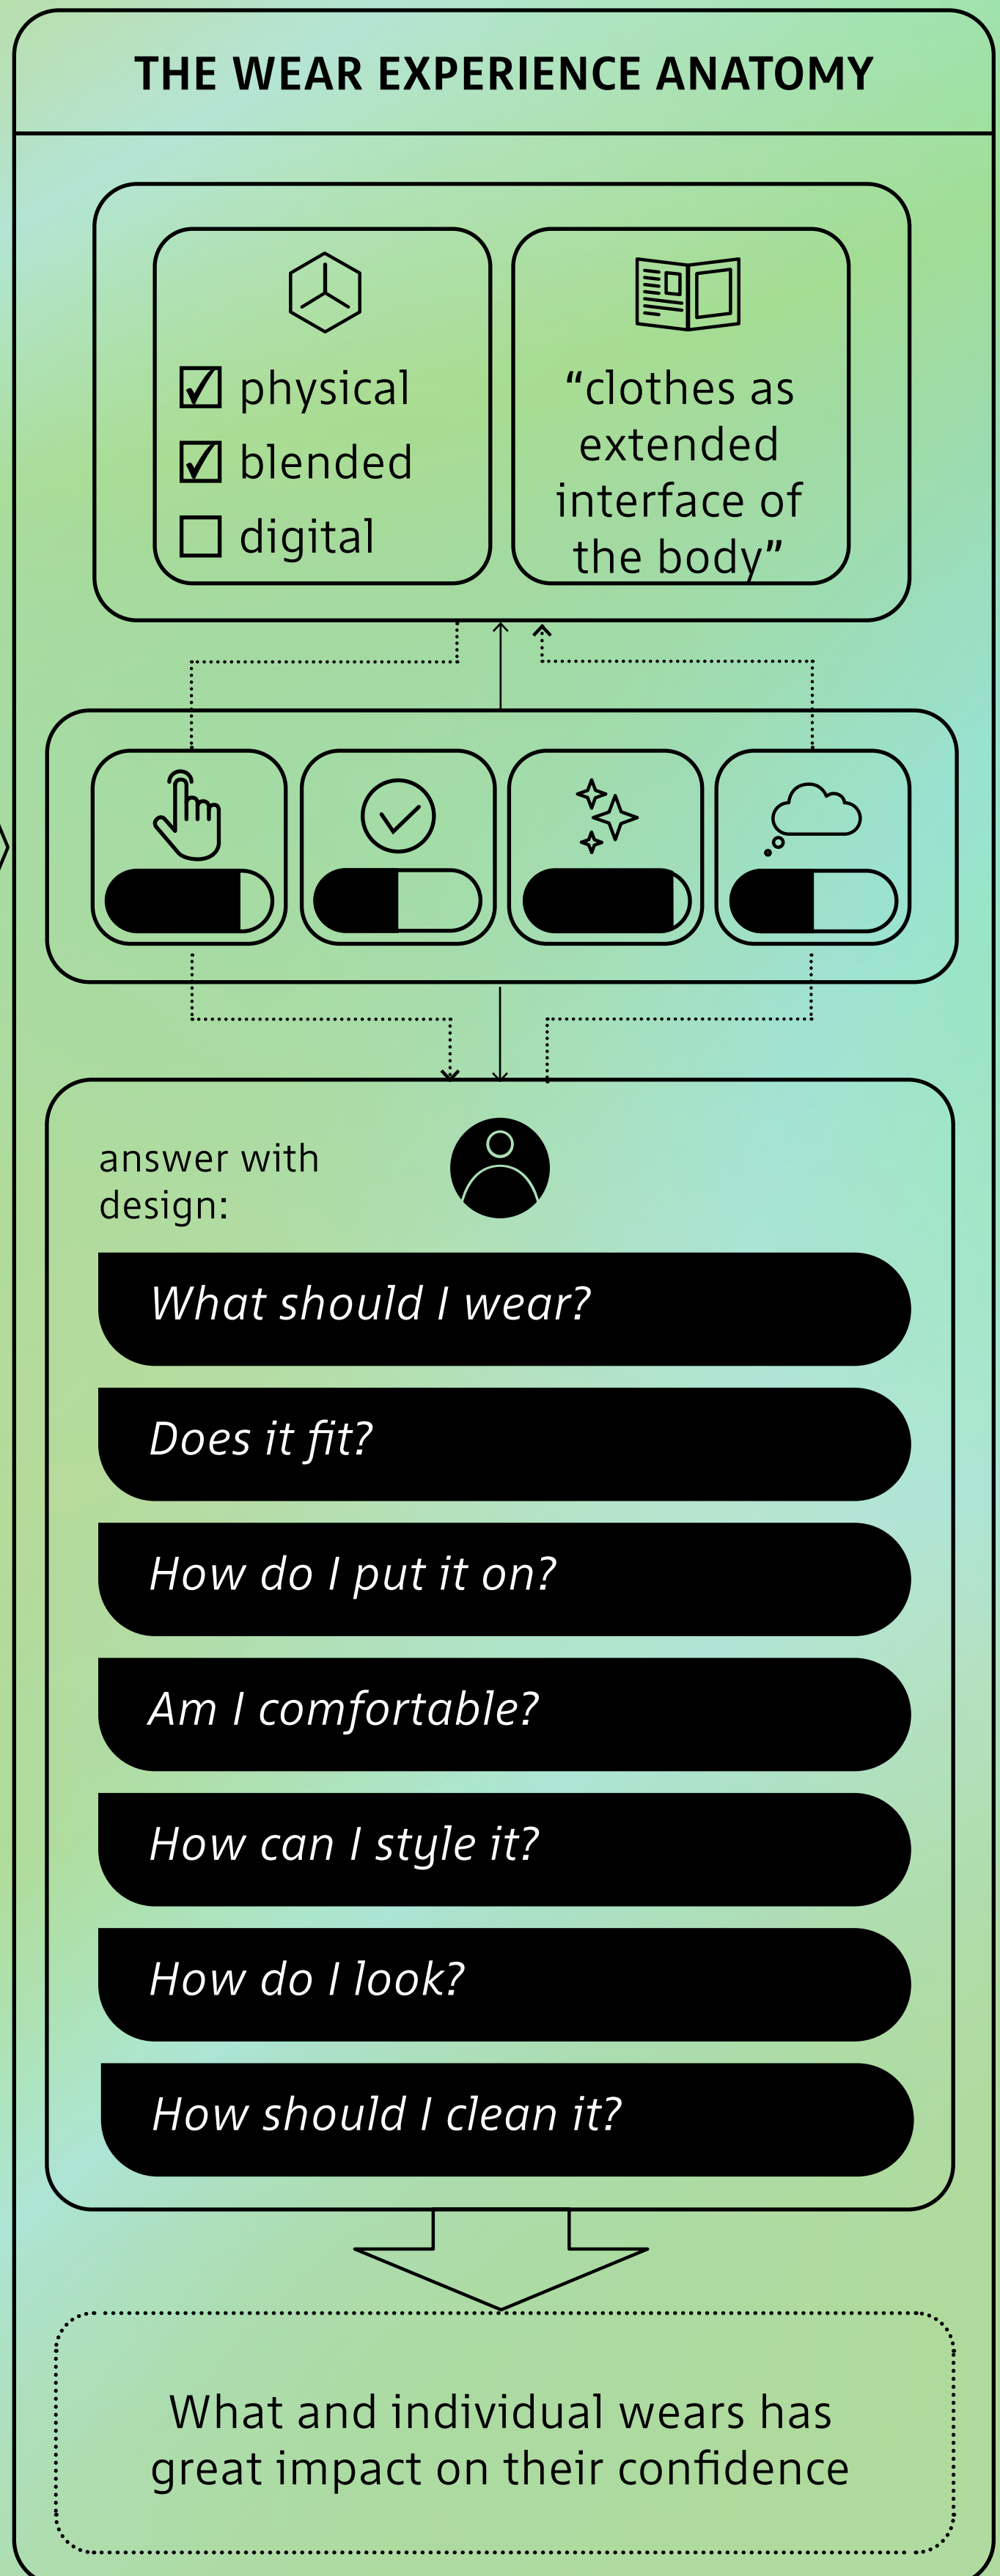 THE WEAR EXPERIENCE ANATOMY
physical
blended
digital
“clothes as
extended
interface of
the body”
answer with
design:
What should I wear?
Does it fit?
How do I put it on?
Am I comfortable?
How can I style it?
How do I look?
How should I clean it?
What and individual wears has
great impact on their confidence